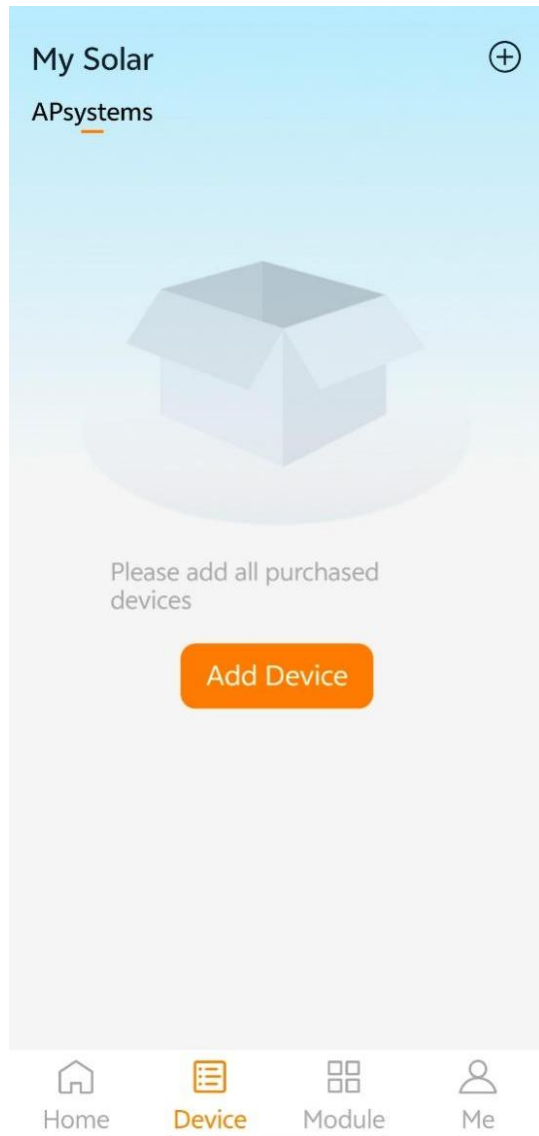 My Solar
APsystems
Please add all purchased
devices
Add Device
Home Device Module Me